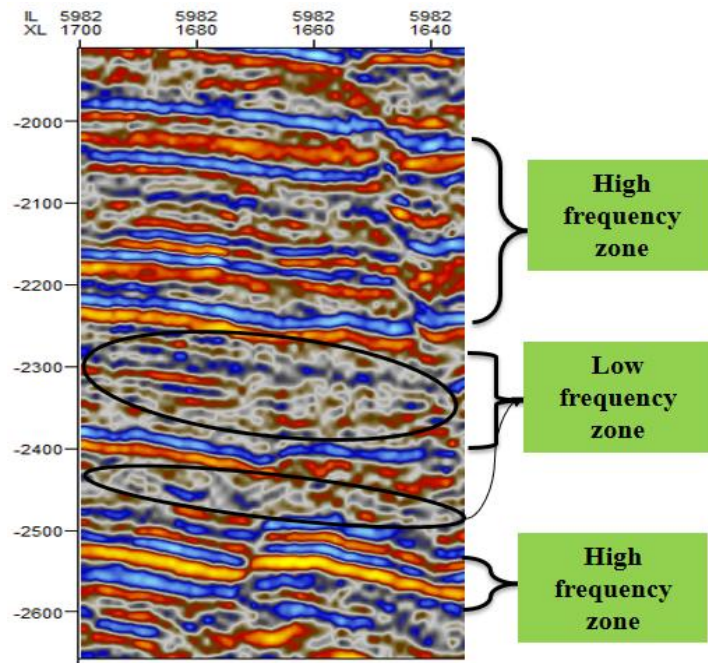 IL 5982 5982 5982 5982
XL 1700 1680 1660 1640
-2000
-2100
-2200
-2300
-2400
-2500
-2600
High
frequency
zone
Low
frequency
zone
High
frequency
zone